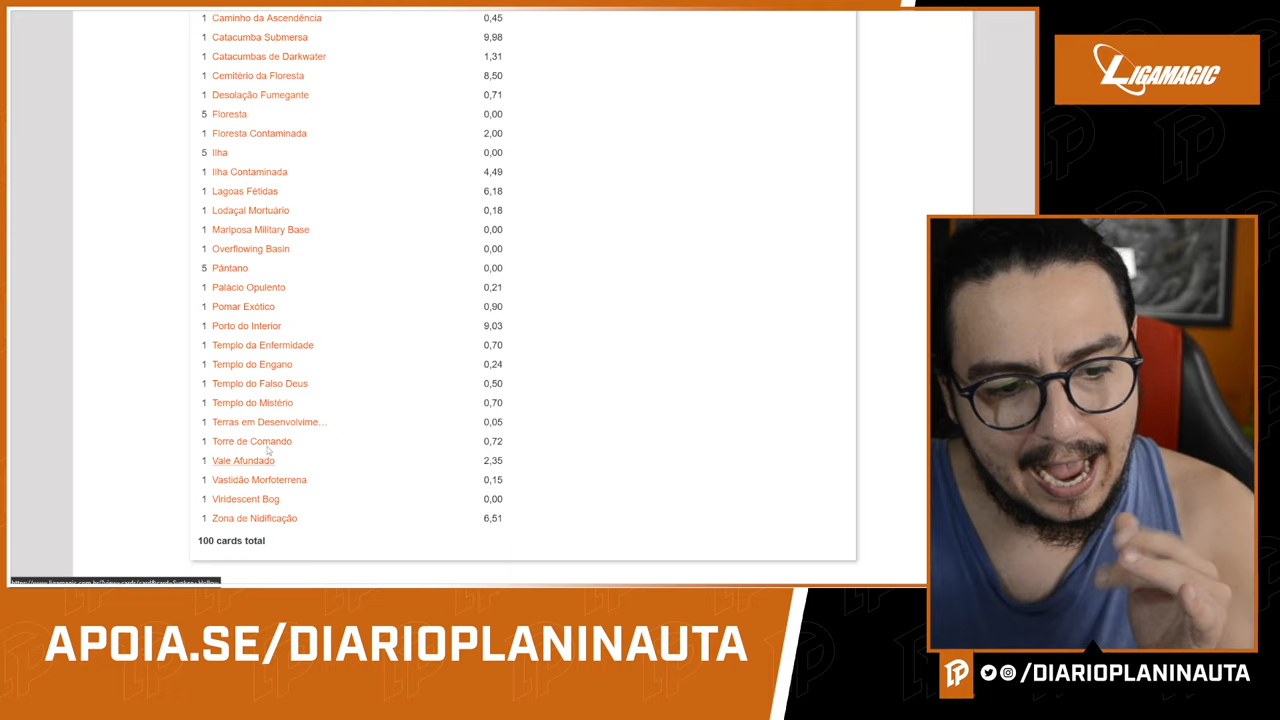 1 Caminho da Ascendência 0,45
1 Catacumba Submersa 9,98
1 Catacumbas de Darkwater 1,31
1 Cemitério da Floresta 8,50
1 Desolação Fumegante 0,71
5 Floresta 0,00
1 Floresta Contaminada 2,00
5 Ilha 0,00
1 Ilha Contaminada 4,49
1 Lagoas Fétidas 6,18
1 Lodaçal Mortuário 0,18
1 Mariposa Military Base 0,00
1 Overflowing Basin 0,00
5 Pântano 0,00
1 Palácio Opulento 0,21
1 Pomar Exótico 0,90
1 Porto do Interior 9,03
1 Templo da Enfermidade 0,70
1 Templo do Engano 0,24
1 Templo do Falso Deus 0,50
1 Templo do Mistério 0,70
1 Terras em Desenvolvime... 0,05
1 Torre de Comando 0,72
1 Vale Afundado 2,35
1 Vastidão Morfoterrena 0,15
1 Viridescent Bog 0,00
1 Zona de Nidificação 6,51
100 cards total
LIGAMAGIC
APOIA.SE/DIARIOPLANINAUTA
/DIARIOPLANINAUTA